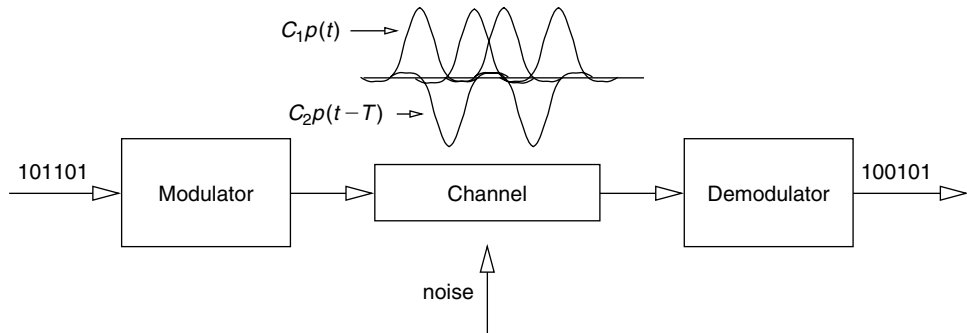 C₁p(t)
C₂p(t−T)
101101
Modulator
Channel
Demodulator
100101
noise